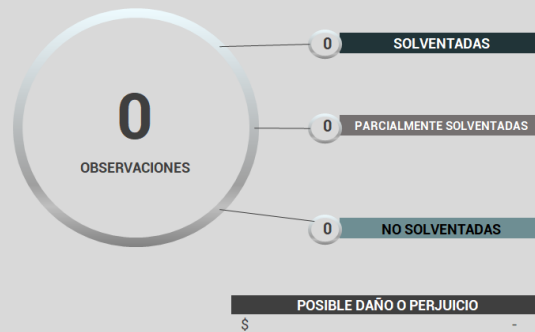 0
OBSERVACIONES
0 SOLVENTADAS
0 PARCIALMENTE SOLVENTADAS
0 NO SOLVENTADAS
POSIBLE DAÑO O PERJUICIO
$ -